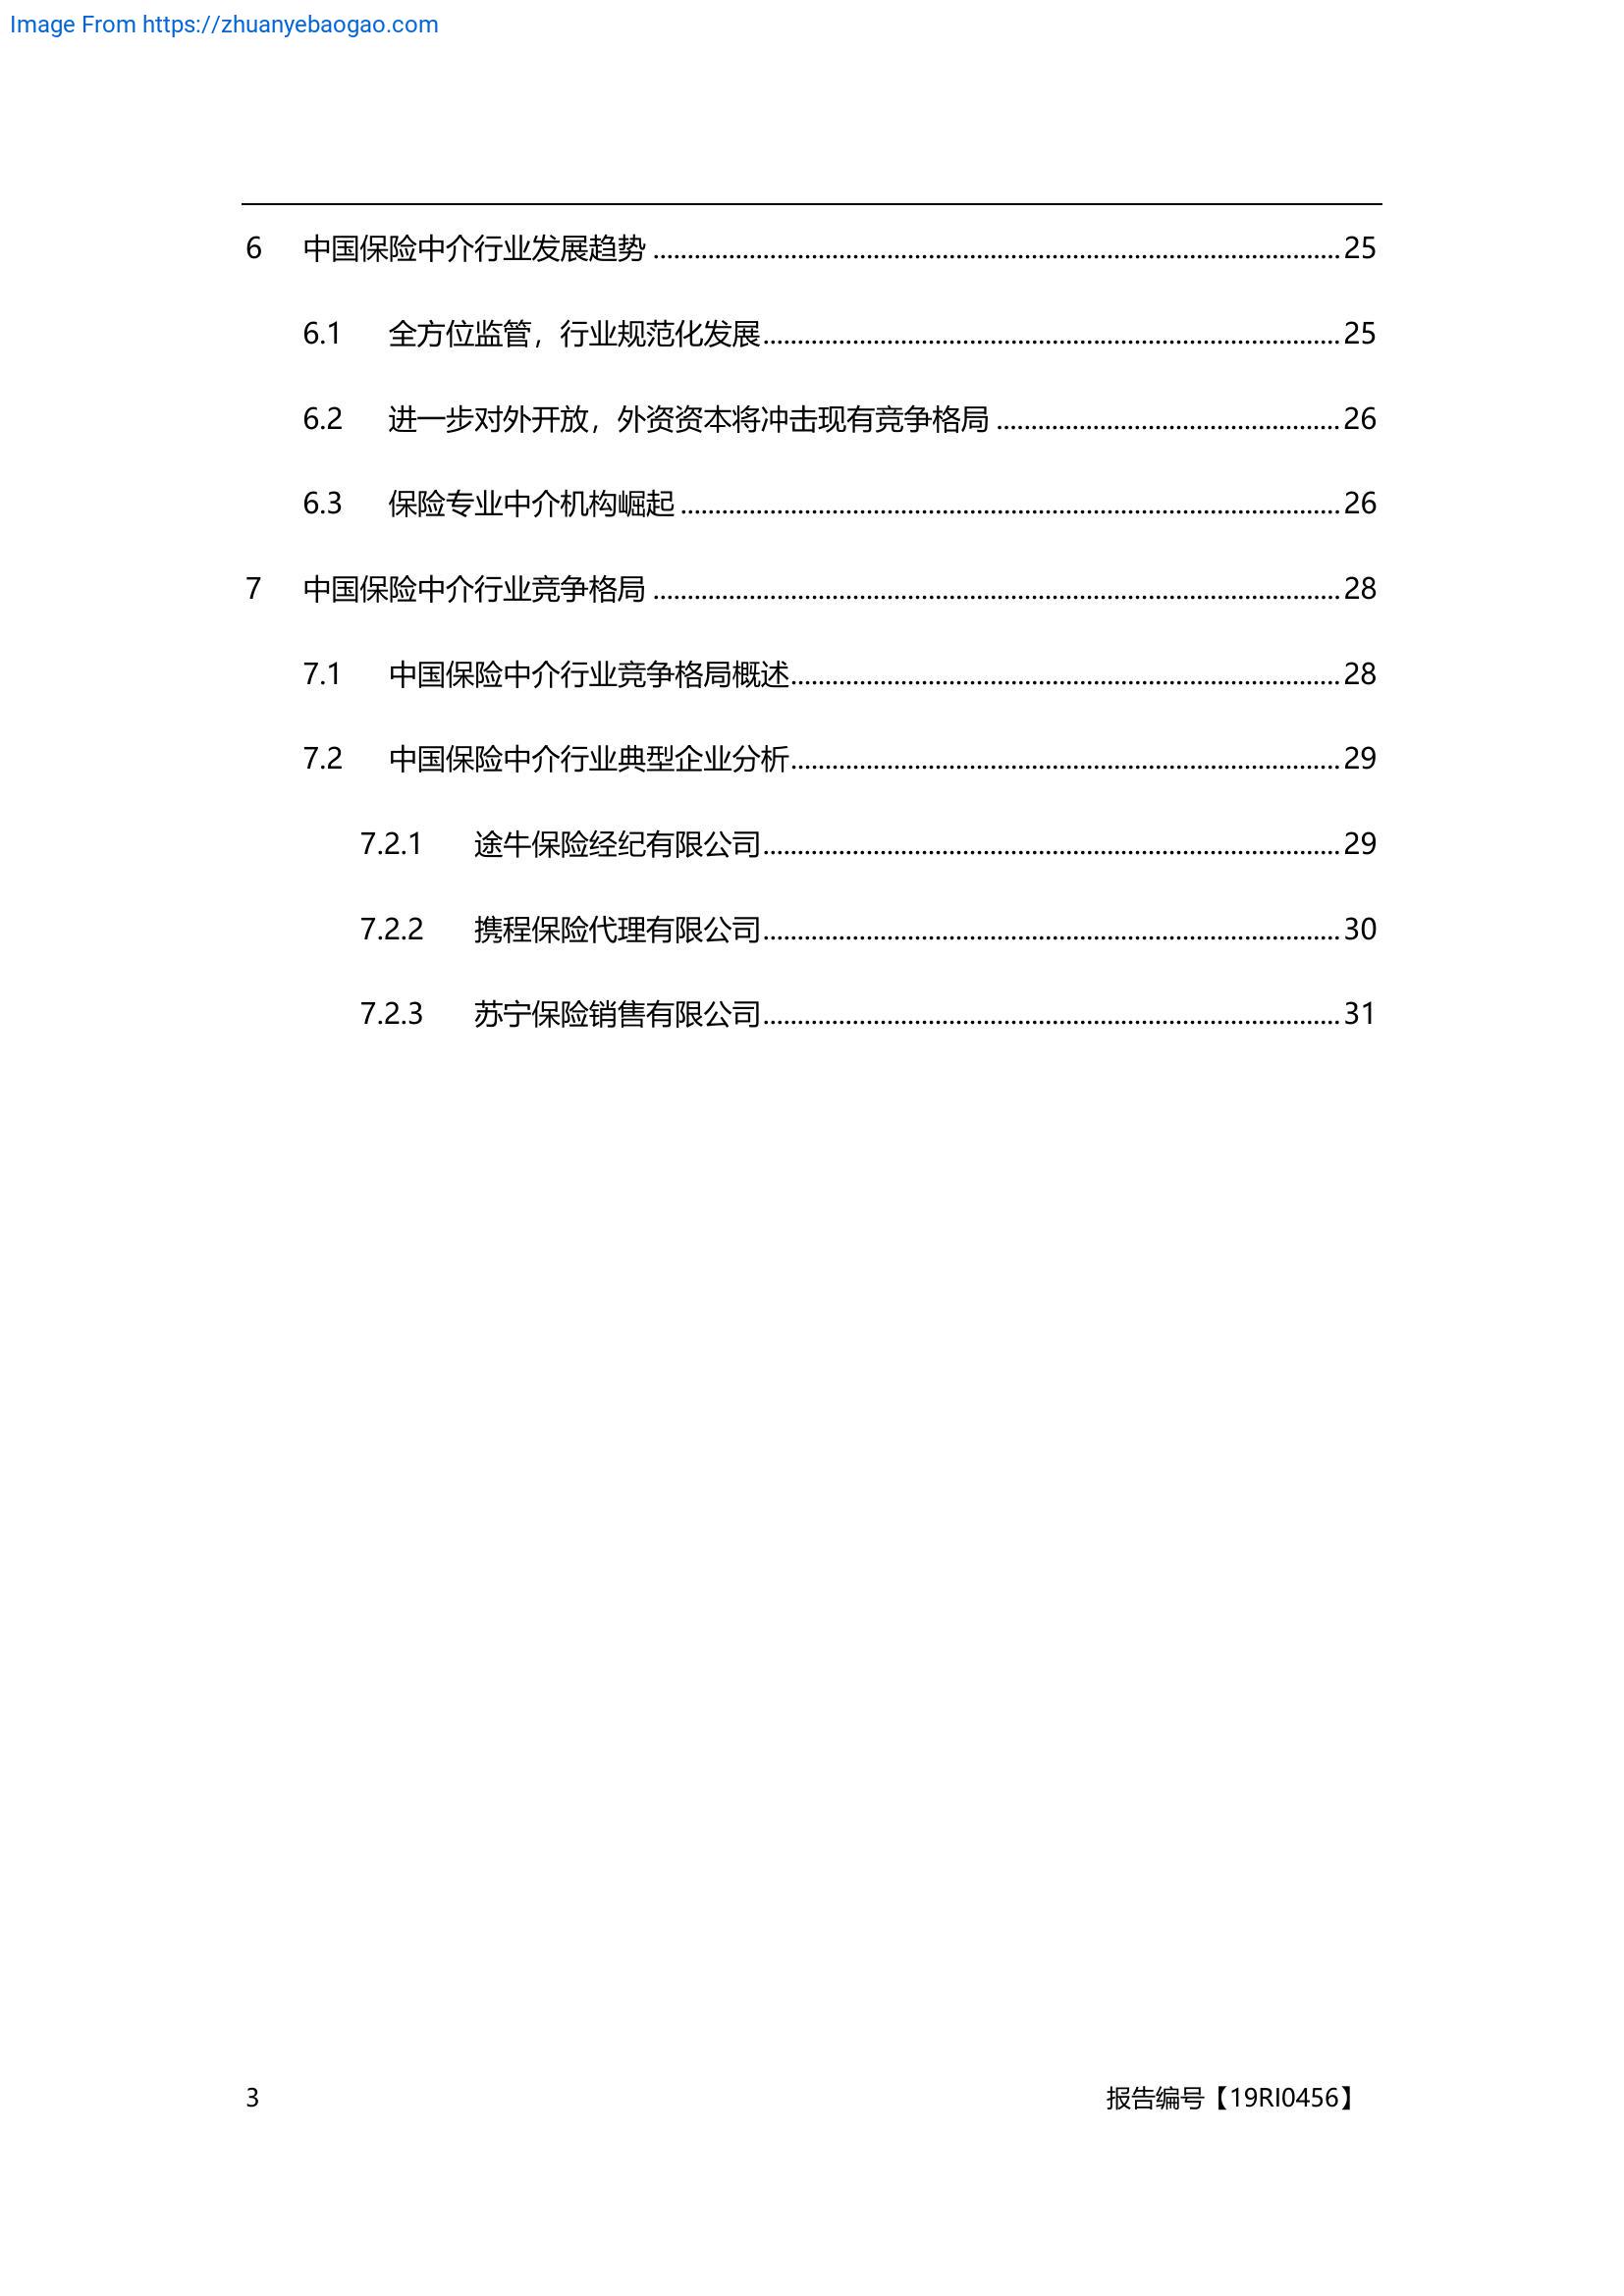 Image From https://zhuanyebaogao.com
6 中国保险中介行业发展趋势 ........ 25
6.1 全方位监管，行业规范化发展 ........ 25
6.2 进一步对外开放，外资资本将冲击现有竞争格局 ........ 26
6.3 保险专业中介机构崛起 ........ 26
7 中国保险中介行业竞争格局 ........ 28
7.1 中国保险中介行业竞争格局概述 ........ 28
7.2 中国保险中介行业典型企业分析 ........ 29
7.2.1 途牛保险经纪有限公司 ........ 29
7.2.2 携程保险代理有限公司 ........ 30
7.2.3 苏宁保险销售有限公司 ........ 31
3 报告编号【19RI0456】